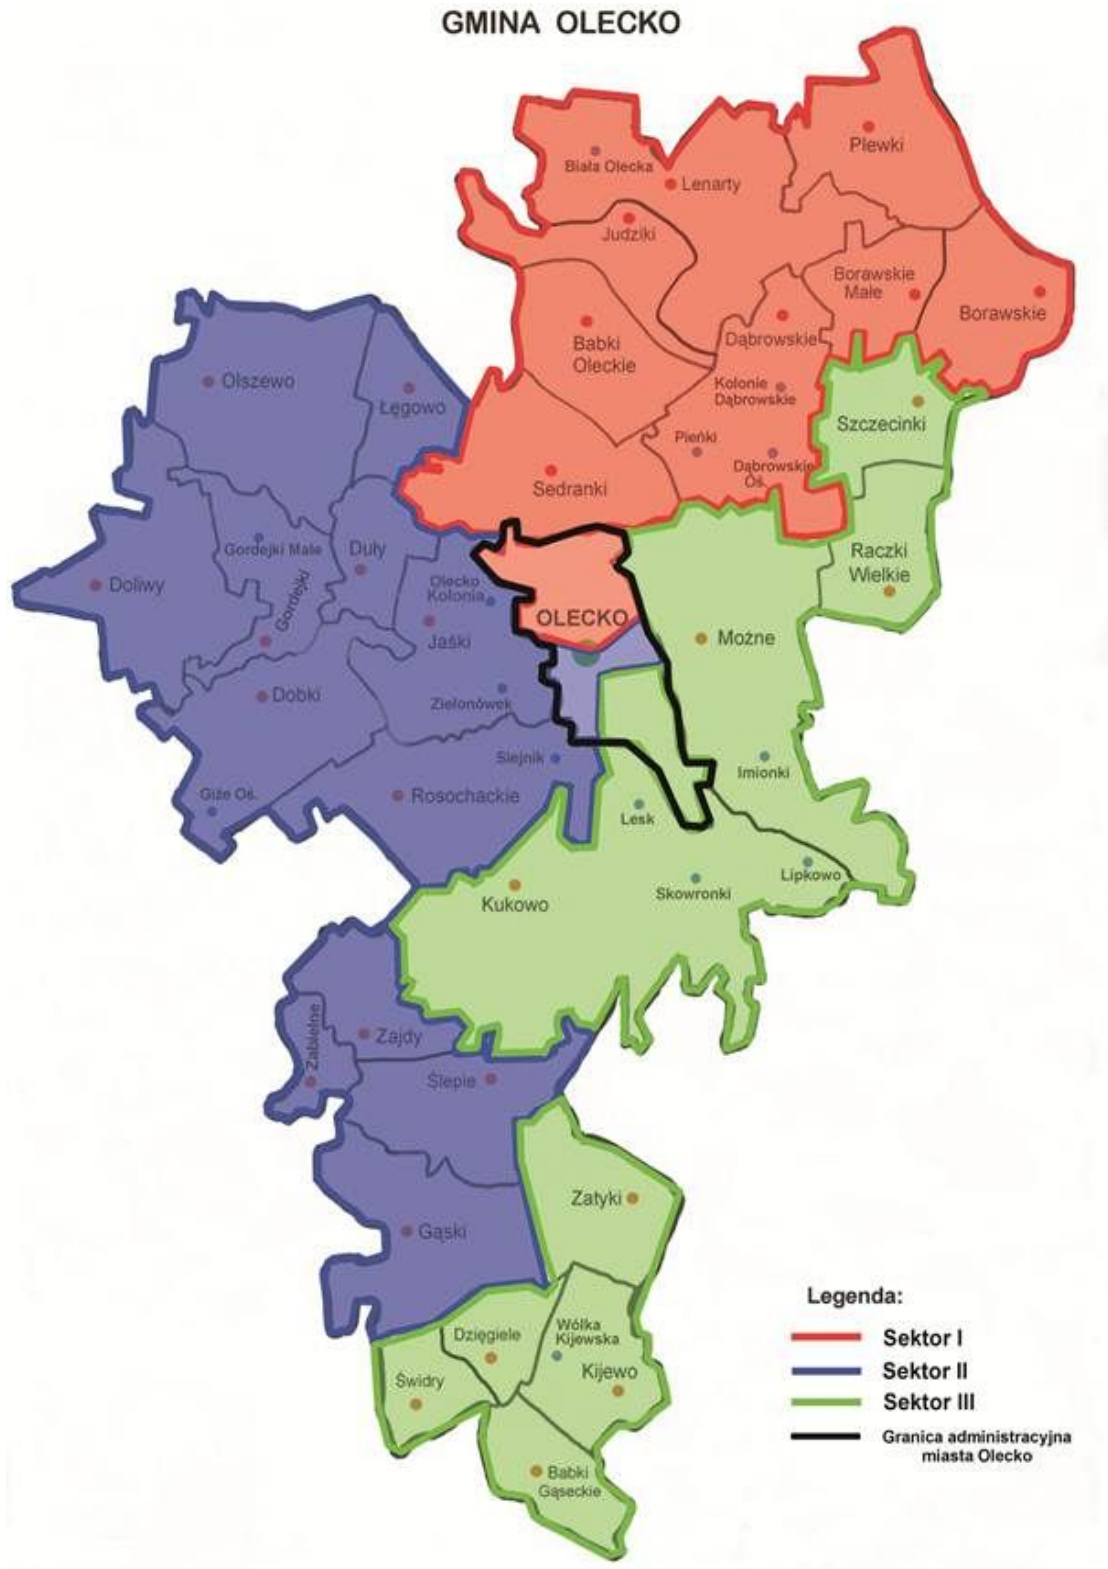 GMINA OLECKO
Plewki
Biała Olecka
Lenarty
Judziki
Borawskie
Małe
Borawskie
Babki
Oleckie
Dąbrowskie
Kolonie
Dąbrowskie
Olszewo
Łęgowo
Szczecinki
Pieńki
Dąbrowskie
Oś.
Sedranki
Gordejki Małe
Duły
Raczki
Wielkie
Doliwy
Gordejki
Olecko
Kolonia
OLECKO
Jaśki
Możne
Dobki
Zielonówek
Siejnik
Imionki
Giże Oś.
Rosochackie
Lesk
Lipkowo
Skowronki
Kukowo
Zabielne
Zajdy
Ślepie
Zatyki
Gąski
Legenda:
Sektor I
Sektor II
Sektor III
Granica administracyjna
miasta Olecko
Dzięgiele
Wólka
Kijewska
Kijewo
Świdry
Babki
Gąseckie